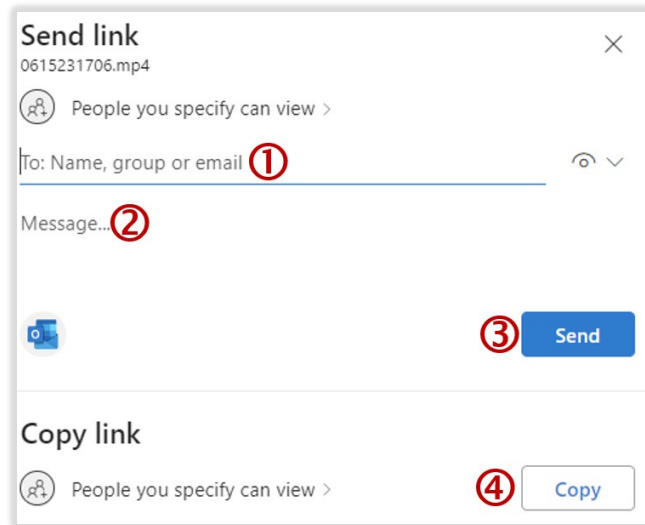 Send link
0615231706.mp4
People you specify can view >
To: Name, group or email ①
Message... ②
③ Send
Copy link
People you specify can view >
④ Copy